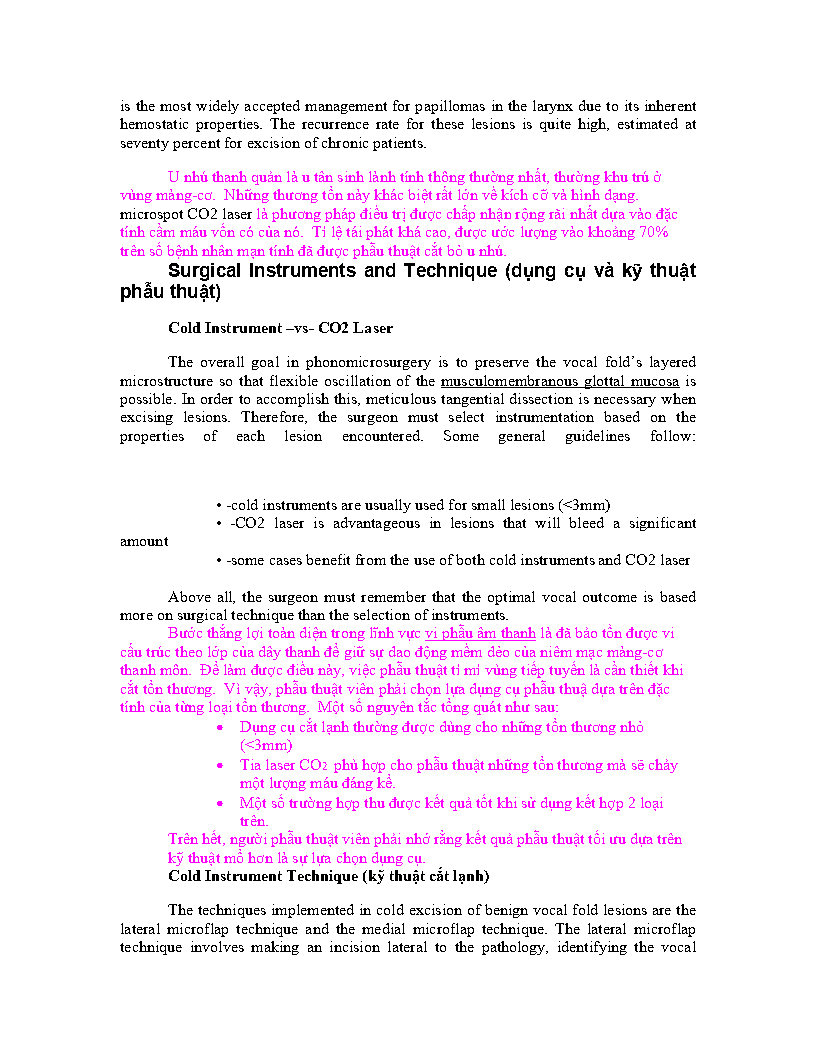 is the most widely accepted management for papillomas in the larynx due to its inherent
hemostatic properties. The recurrence rate for these lesions is quite high, estimated at
seventy percent for excision of chronic patients.
U nhú thanh quản là u tân sinh lành tính thông thường nhất, thường khu trú ở
vùng màng-cơ. Những thương tổn này khác biệt rất lớn về kích cỡ và hình dạng.
microspot CO2 laser là phương pháp điều trị được chấp nhận rộng rãi nhất dựa vào đặc
tính cầm máu vốn có của nó. Tỉ lệ tái phát khá cao, được ước lượng vào khoảng 70%
trên số bệnh nhân mạn tính đã được phẫu thuật cắt bỏ u nhú.
Surgical Instruments and Technique (dụng cụ và kỹ thuật
phẫu thuật)
Cold Instrument –vs- CO2 Laser
The overall goal in phonomicrosurgery is to preserve the vocal fold’s layered
microstructure so that flexible oscillation of the musculomembranous glottal mucosa is
possible. In order to accomplish this, meticulous tangential dissection is necessary when
excising lesions. Therefore, the surgeon must select instrumentation based on the
properties of each lesion encountered. Some general guidelines follow:
• -cold instruments are usually used for small lesions (<3mm)
• -CO2 laser is advantageous in lesions that will bleed a significant
amount
• -some cases benefit from the use of both cold instruments and CO2 laser
Above all, the surgeon must remember that the optimal vocal outcome is based
more on surgical technique than the selection of instruments.
Bước thắng lợi toàn diện trong lĩnh vực vi phẫu âm thanh là đã bảo tồn được vi
cấu trúc theo lớp của dây thanh để giữ sự dao động mềm dẻo của niêm mạc màng-cơ
thanh môn. Để làm được điều này, việc phẫu thuật tỉ mỉ vùng tiếp tuyến là cần thiết khi
cắt tổn thương. Vì vậy, phẫu thuật viên phải chọn lựa dụng cụ phẫu thuậ dựa trên đặc
tính của từng loại tổn thương. Một số nguyên tắc tổng quát như sau:
• Dụng cụ cắt lạnh thường được dùng cho những tổn thương nhỏ
(<3mm)
• Tia laser CO2 phù hợp cho phẫu thuật những tổn thương mà sẽ chảy
một lượng máu đáng kể.
• Một số trường hợp thu được kết quả tốt khi sử dụng kết hợp 2 loại
trên.
Trên hết, người phẫu thuật viên phải nhớ rằng kết quả phẫu thuật tối ưu dựa trên
kỹ thuật mổ hơn là sự lựa chọn dụng cụ.
Cold Instrument Technique (kỹ thuật cắt lạnh)
The techniques implemented in cold excision of benign vocal fold lesions are the
lateral microflap technique and the medial microflap technique. The lateral microflap
technique involves making an incision lateral to the pathology, identifying the vocal